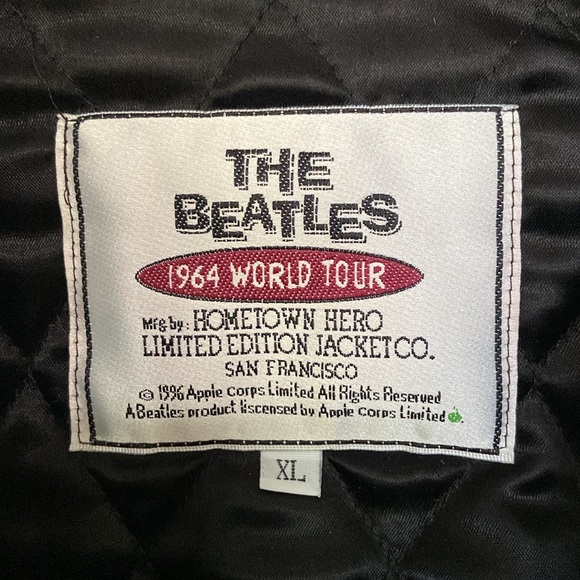 THE
BEATLES
1964 WORLD TOUR
Mfg by: HOMETOWN HERO
LIMITED EDITION JACKET CO.
SAN FRANCISCO
© 1996 Apple Corps Limited All Rights Reserved
A Beatles product liscensed by Apple Corps Limited.
XL